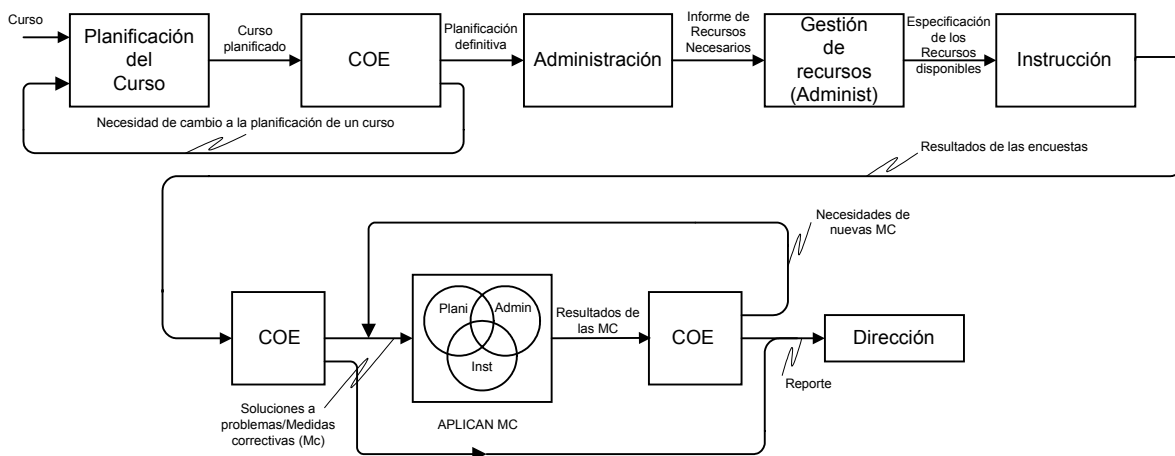 Curso
Planificación
del
Curso
Curso
planificado
COE
Planificación
definitiva
Administración
Informe de
Recursos
Necesarios
Gestión
de
recursos
(Administ)
Especificación
de los
Recursos
disponibles
Instrucción
Necesidad de cambio a la planificación de un curso
Resultados de las encuestas
Necesidades de
nuevas MC
COE
Plani
Admin
Inst
Resultados de
las MC
COE
Dirección
Reporte
Soluciones a
problemas/Medidas
correctivas (Mc)
APLICAN MC